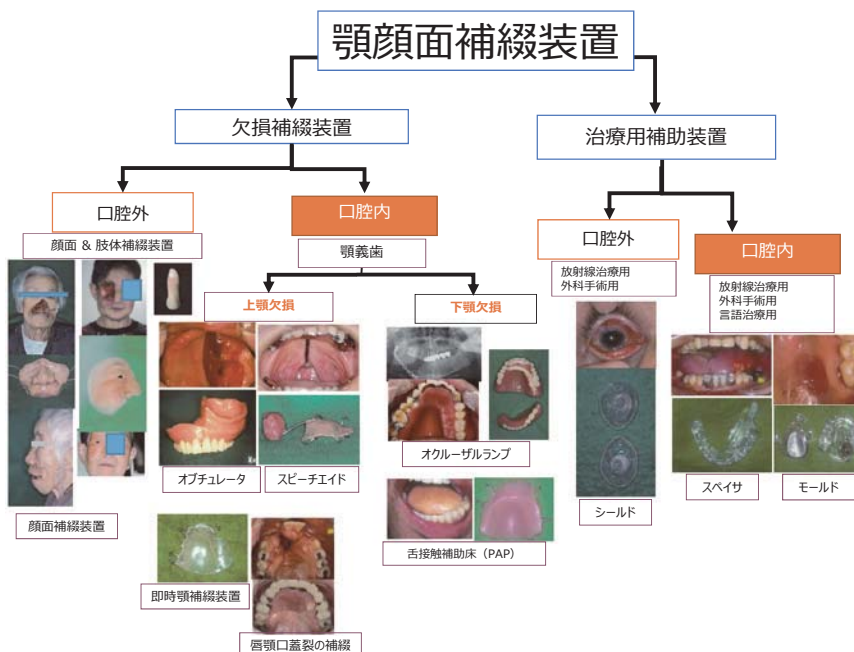 顎顔面補綴装置
欠損補綴装置
治療用補助装置
口腔外
口腔内
顔面 & 肢体補綴装置
顎義歯
口腔外
口腔内
放射線治療用
外科手術用
放射線治療用
外科手術用
言語治療用
上顎欠損
下顎欠損
オブチュレータ
スピーチエイド
オクルーザルランプ
スペイサ
モールド
シールド
顔面補綴装置
舌接触補助床（PAP）
即時顎補綴装置
唇顎口蓋裂の補綴